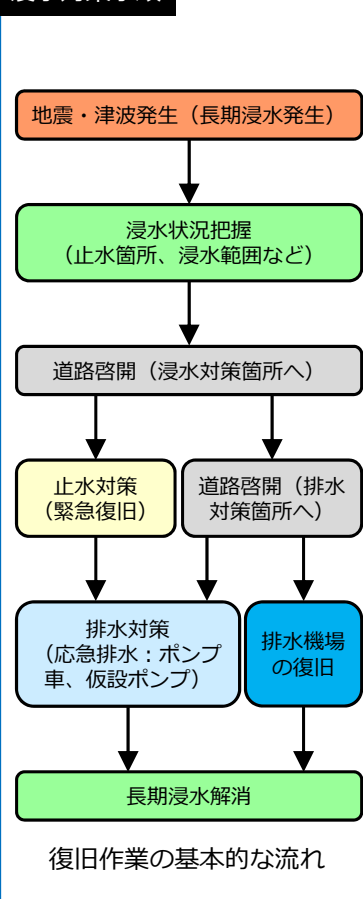 地震・津波発生（長期浸水発生）
浸水状況把握
（止水箇所、浸水範囲など）
道路啓開（浸水対策箇所へ）
止水対策
（緊急復旧）
道路啓開（排水
対策箇所へ）
排水対策
（応急排水：ポンプ
車、仮設ポンプ）
排水機場
の復旧
長期浸水解消
復旧作業の基本的な流れ